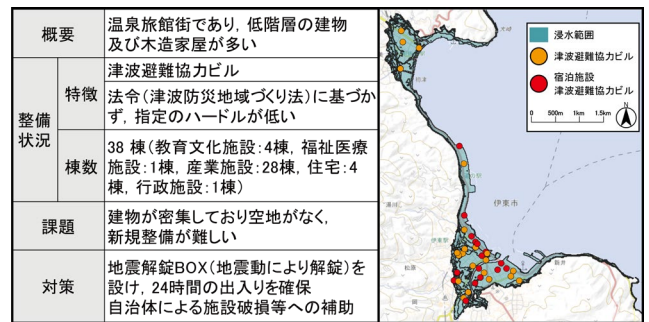 概要
温泉旅館街であり，低階層の建物
及び木造家屋が多い
整備
状況
特徴
津波避難協力ビル
法令（津波防災地域づくり法）に基づか
ず，指定のハードルが低い
棟数
38 棟（教育文化施設：4棟，福祉医療
施設：1棟，産業施設：28棟，住宅：4
棟，行政施設：1棟）
課題
建物が密集しており空地がなく，
新規整備が難しい
対策
地震解錠BOX（地震動により解錠）を
設け，24時間の出入りを確保
自治体による施設破損等への補助
浸水範囲
津波避難協力ビル
宿泊施設
津波避難協力ビル
0 500m 1km 1.5km
N
伊東市